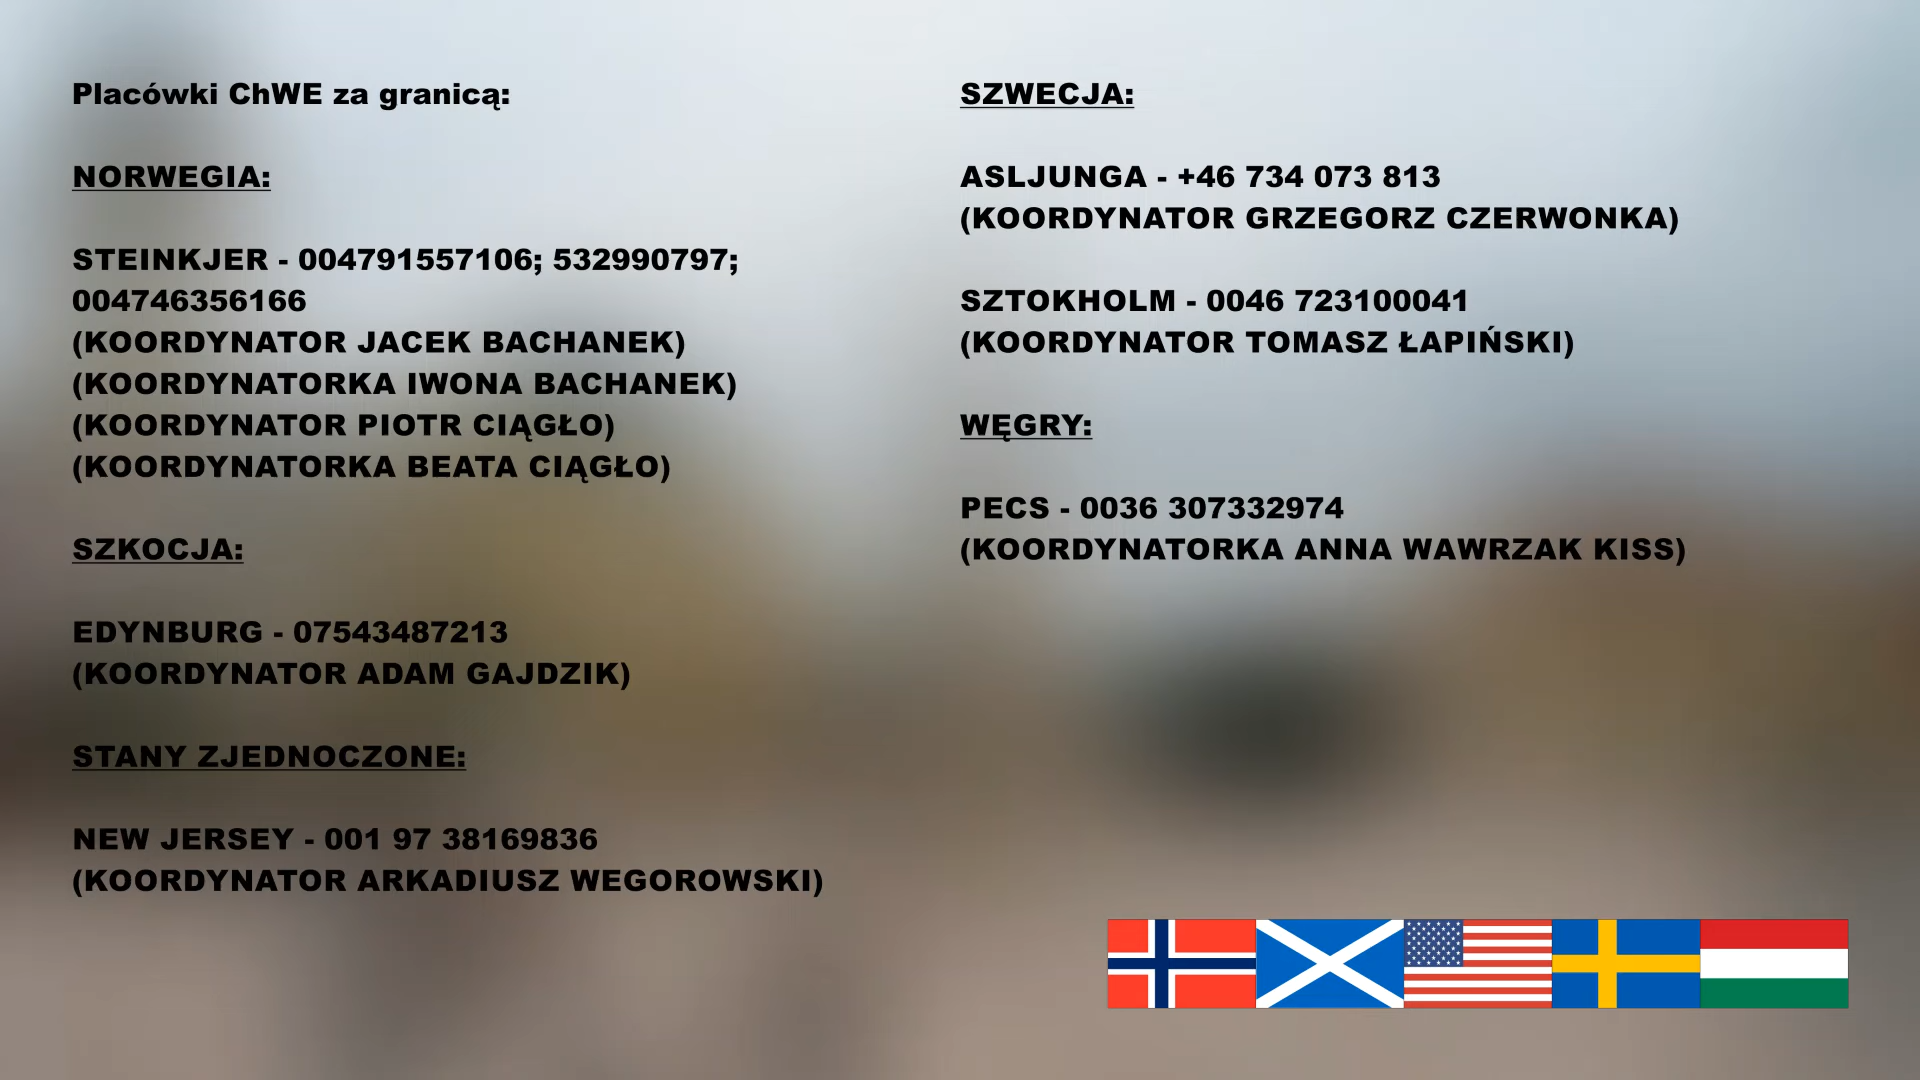 Placówki ChWE za granicą:
NORWEGIA:
STEINKJER - 004791557106; 532990797;
004746356166
(KOORDYNATOR JACEK BACHANEK)
(KOORDYNATORKA IWONA BACHANEK)
(KOORDYNATOR PIOTR CIĄGŁO)
(KOORDYNATORKA BEATA CIĄGŁO)
SZKOCJA:
EDYNBURG - 07543487213
(KOORDYNATOR ADAM GAJDZIK)
STANY ZJEDNOCZONE:
NEW JERSEY - 001 97 38169836
(KOORDYNATOR ARKADIUSZ WEGOROWSKI)
SZWECJA:
ASLJUNGA - +46 734 073 813
(KOORDYNATOR GRZEGORZ CZERWONKA)
SZTOKHOLM - 0046 723100041
(KOORDYNATOR TOMASZ ŁAPIŃSKI)
WĘGRY:
PECS - 0036 307332974
(KOORDYNATORKA ANNA WAWRZAK KISS)